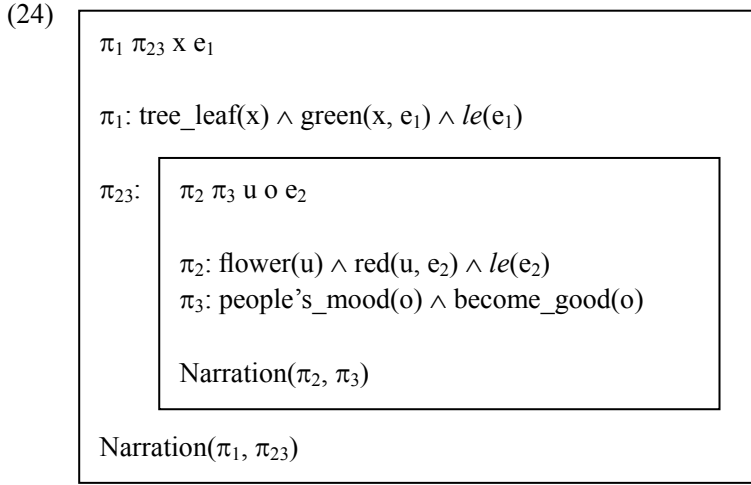 (24)
π₁ π₂₃ x e₁
π₁: tree_leaf(x) ∧ green(x, e₁) ∧ le(e₁)
π₂₃: π₂ π₃ u o e₂
π₂: flower(u) ∧ red(u, e₂) ∧ le(e₂)
π₃: people’s_mood(o) ∧ become_good(o)
Narration(π₂, π₃)
Narration(π₁, π₂₃)